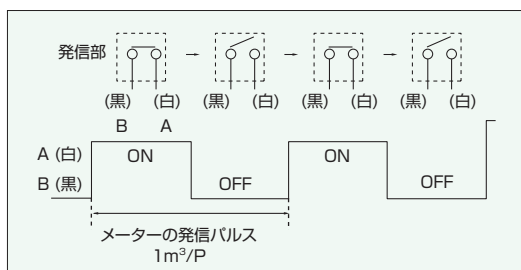 発信部
(黒) (白) (黒) (白) (黒) (白) (黒) (白)
B A
A (白) ON ON
B (黒) OFF OFF
メーターの発信パルス
1m³/P